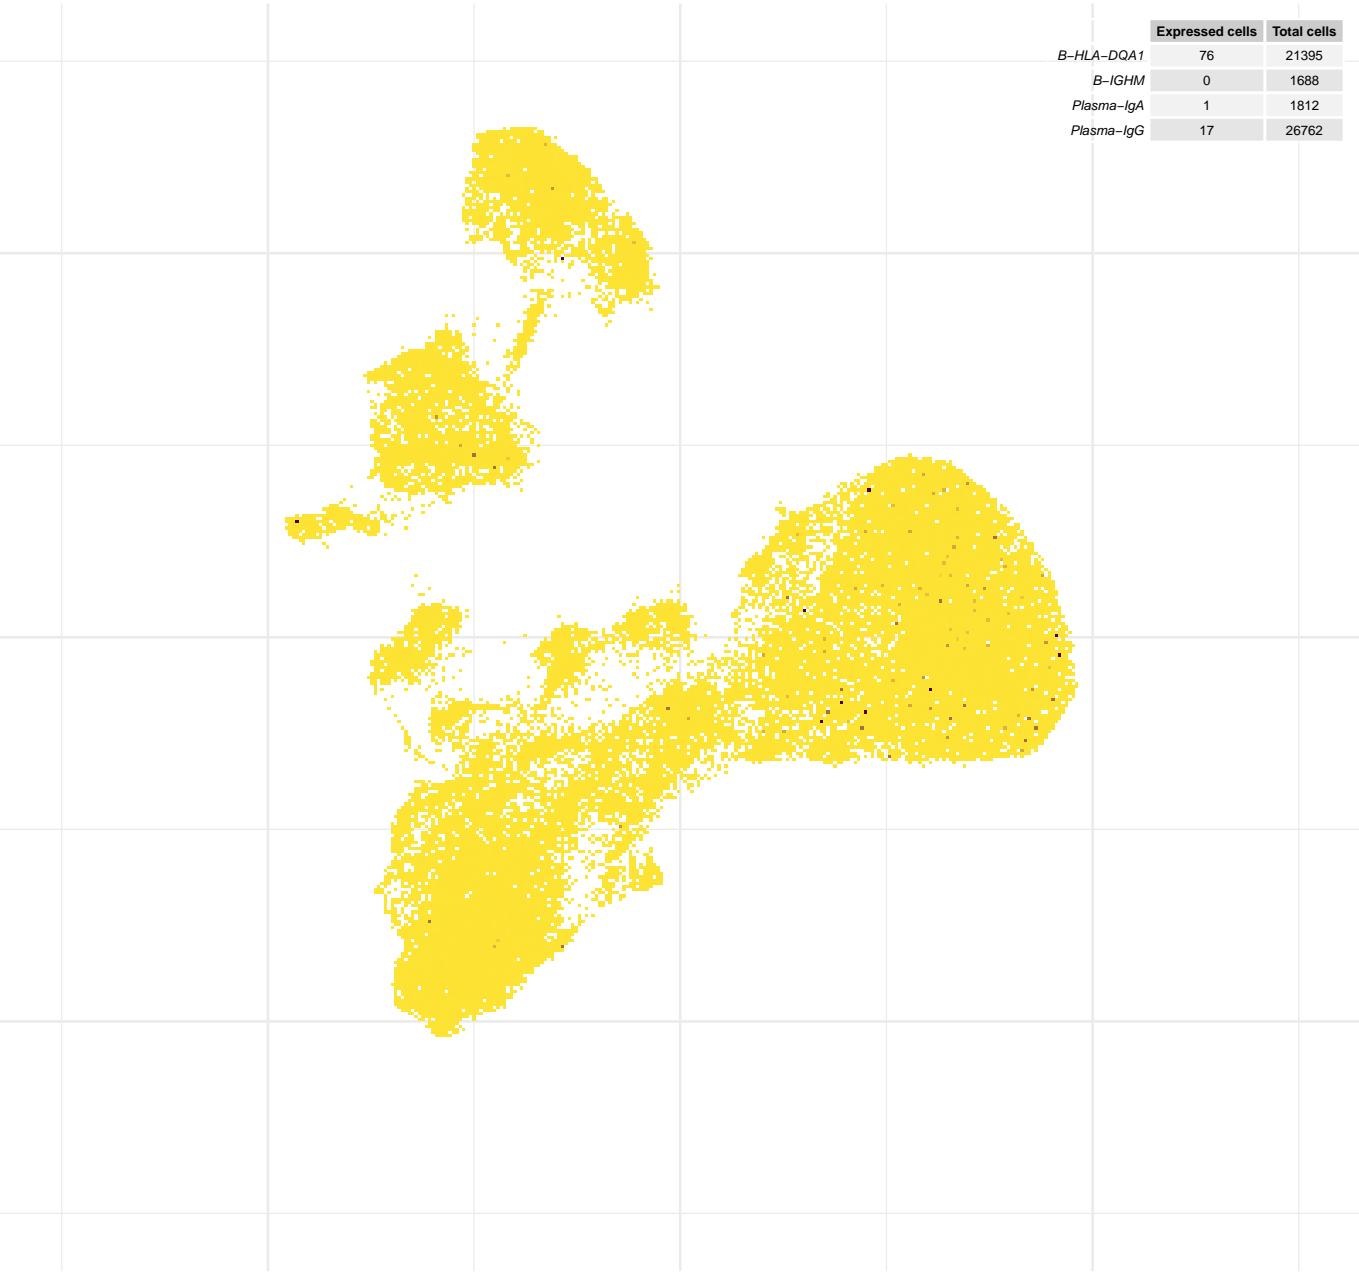 Expressed cells Total cells
B−HLA−DQA1 76 21395
B−IGHM 0 1688
Plasma−IgA 1 1812
Plasma−IgG 17 26762